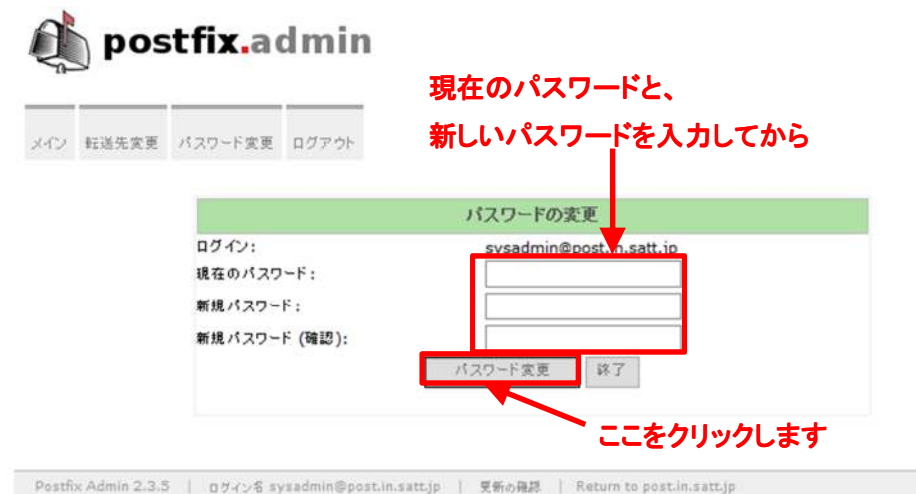 postfix.admin
現在のパスワードと、
新しいパスワードを入力してから
メイン 転送先変更 パスワード変更 ログアウト
パスワードの変更
ログイン: sysadmin@post.in.satt.jp
現在のパスワード:
新規パスワード:
新規パスワード (確認):
パスワード変更 終了
ここをクリックします
Postfix Admin 2.3.5 | ログイン名 sysadmin@post.in.satt.jp | 更新の確認 | Return to post.in.satt.jp